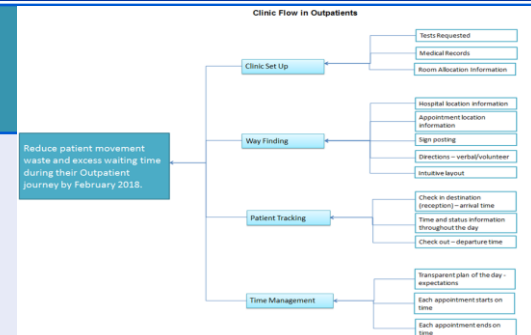 Clinic Flow in Outpatients
Reduce patient movement
waste and excess waiting time
during their Outpatient
journey by February 2018.
Clinic Set Up
Tests Requested
Medical Records
Room Allocation Information
Way Finding
Hospital location information
Appointment location
information
Sign posting
Directions – verbal/volunteer
Intuitive layout
Patient Tracking
Check in destination
(reception) – arrival time
Time and status information
throughout the day
Check out – departure time
Time Management
Transparent plan of the day -
expectations
Each appointment starts on
time
Each appointment ends on
time